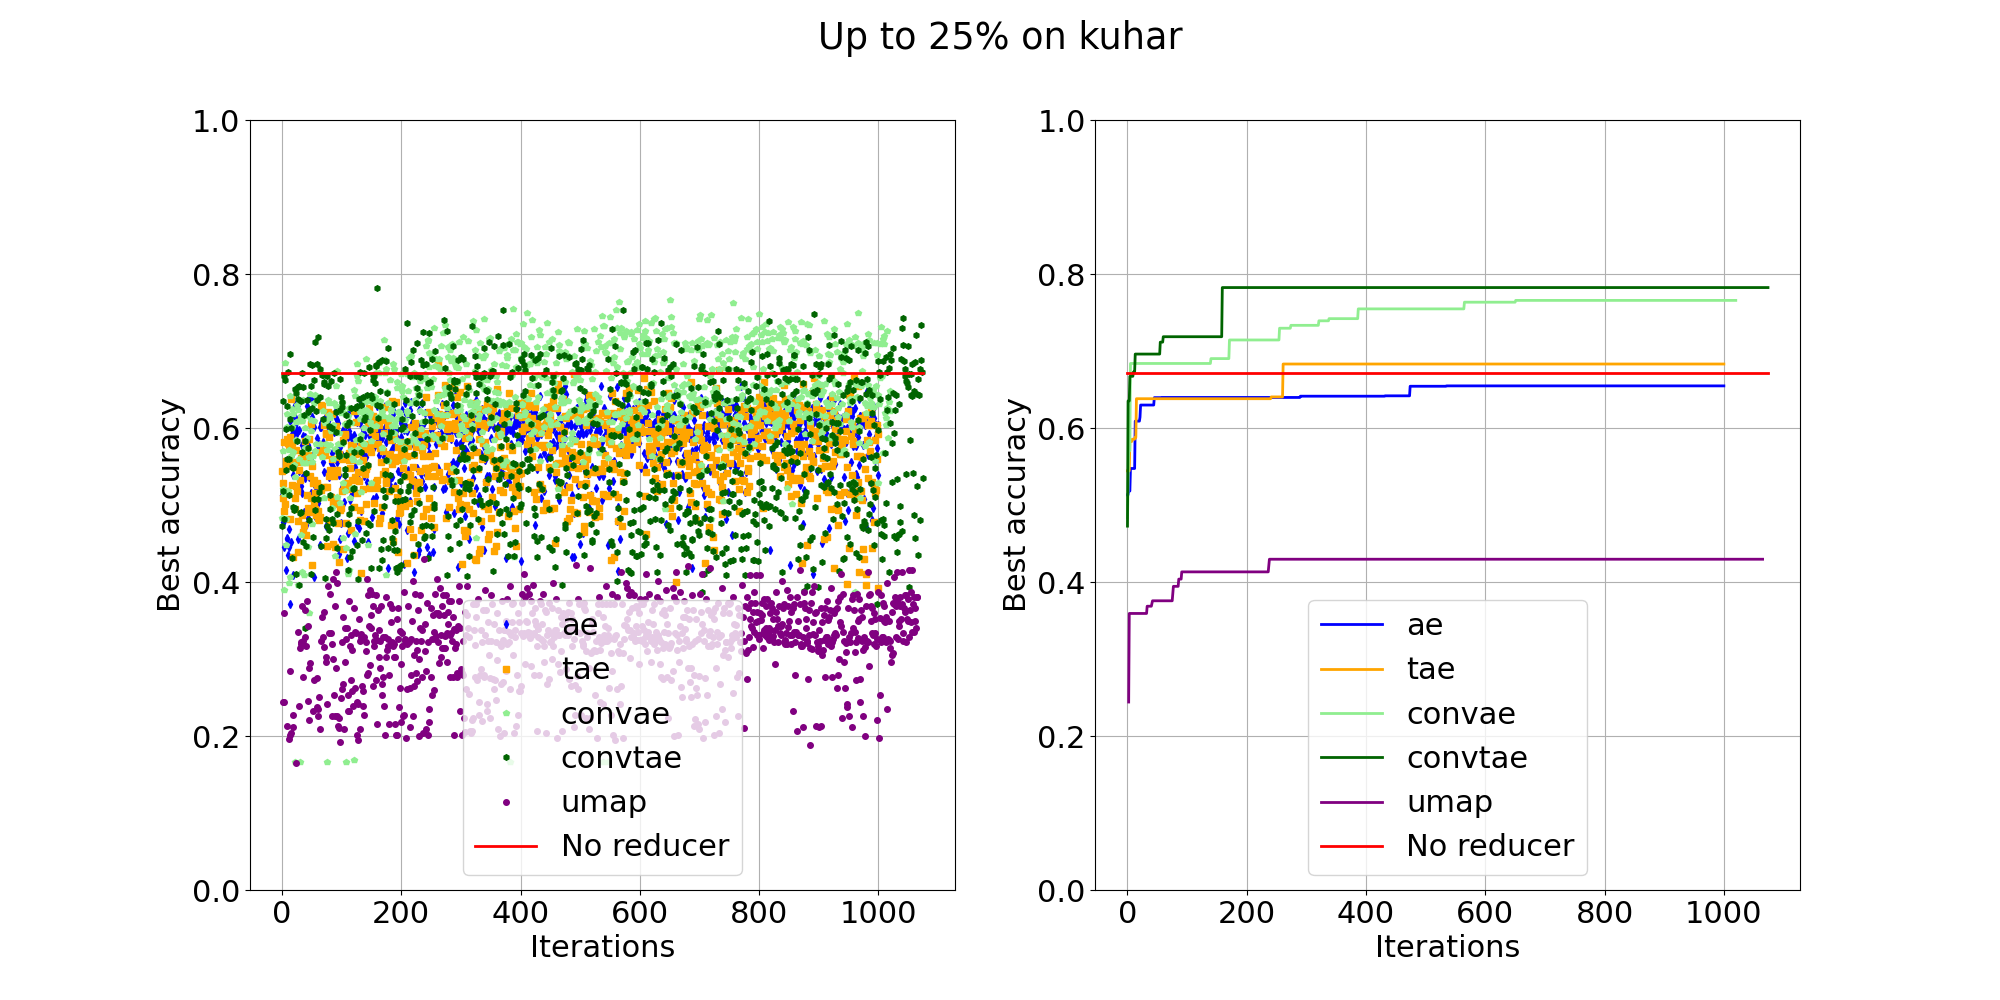 Up to 25% on kuhar
1.0
0.8
0.6
0.4
0.2
0.0
Best accuracy
0 200 400 600 800 1000
Iterations
ae
tae
convae
convtae
umap
No reducer
1.0
0.8
0.6
0.4
0.2
0.0
Best accuracy
0 200 400 600 800 1000
Iterations
ae
tae
convae
convtae
umap
No reducer